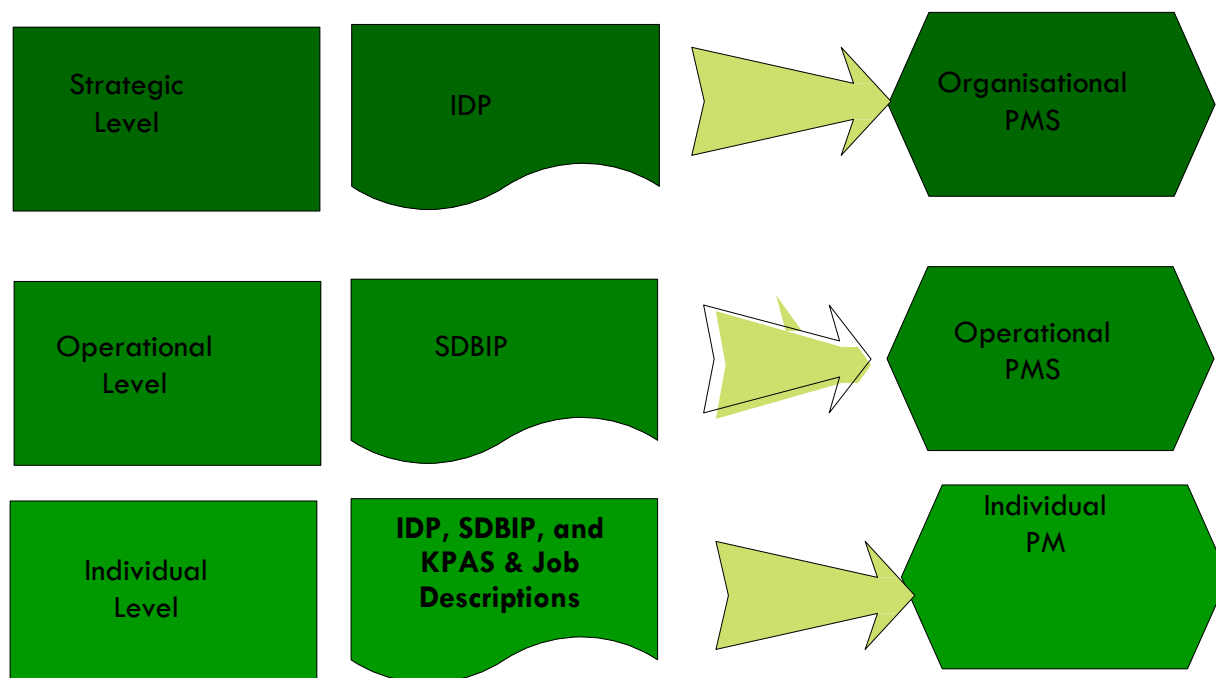 Strategic
Level
IDP
Organisational
PMS
Operational
Level
SDBIP
Operational
PMS
Individual
Level
IDP, SDBIP, and
KPAS & Job
Descriptions
Individual
PM